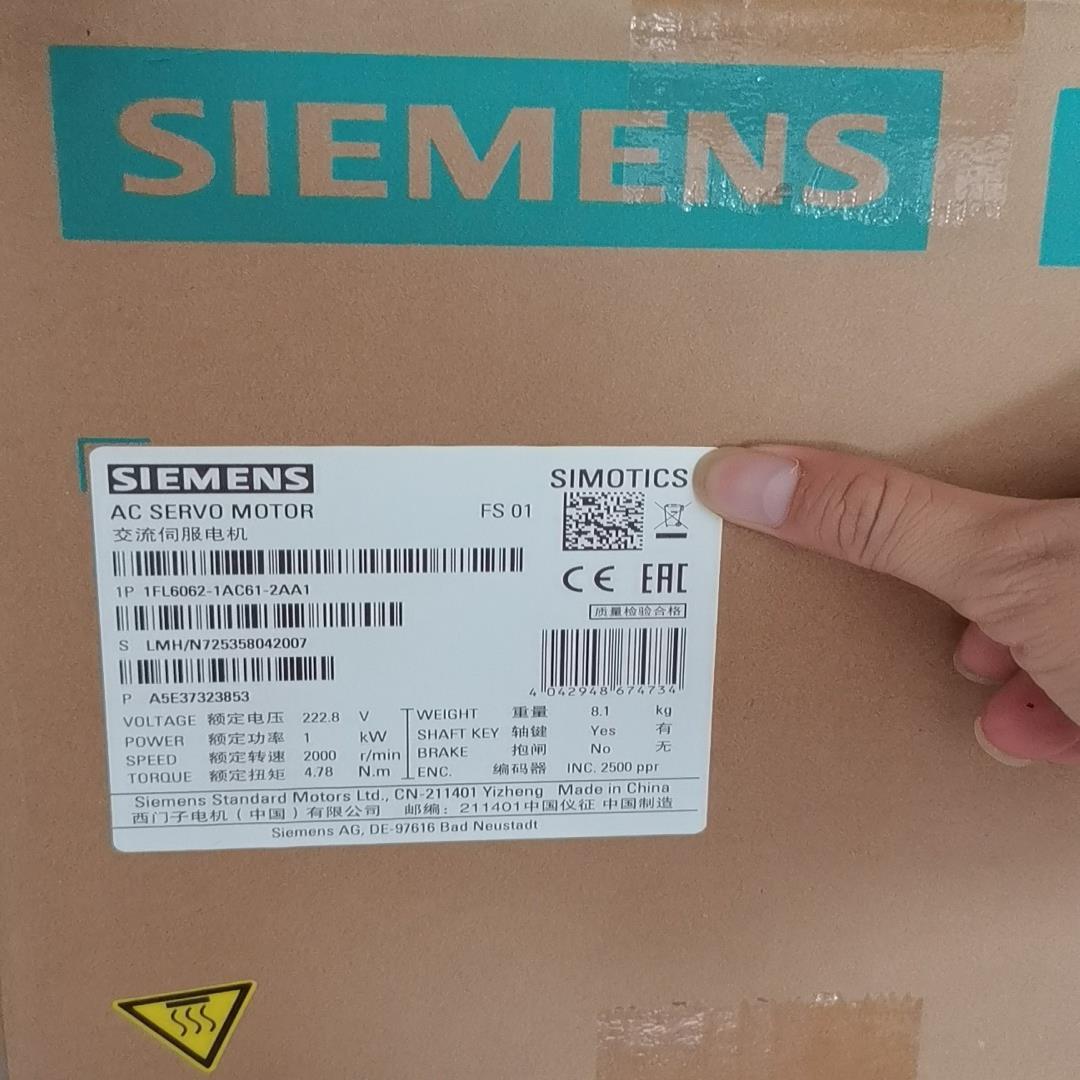 SIEMENS
SIEMENS
SIMOTICS
AC SERVO MOTOR FS 01
交流伺服电机
CE EAC
1P 1FL6062-1AC61-2AA1
质量检验合格
S LMH/N725358042007
4 042948 674734
P A5E37323853
VOLTAGE 额定电压 222.8 V
POWER 额定功率 1 kW
SPEED 额定转速 2000 r/min
TORQUE 额定扭矩 4.78 N.m
WEIGHT 重量 8.1 kg
SHAFT KEY 轴键 Yes 有
BRAKE 抱闸 No 无
ENC. 编码器 INC. 2500 ppr
Siemens Standard Motors Ltd., CN-211401 Yizheng Made in China
西门子电机（中国）有限公司 邮编：211401中国仪征 中国制造
Siemens AG, DE-97616 Bad Neustadt